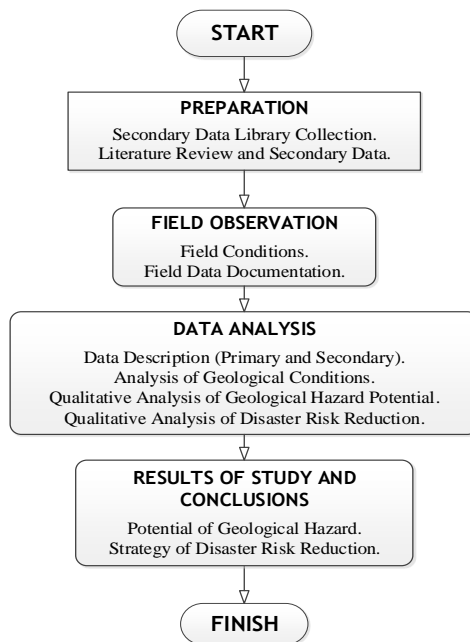 START
PREPARATION
Secondary Data Library Collection.
Literature Review and Secondary Data.
FIELD OBSERVATION
Field Conditions.
Field Data Documentation.
DATA ANALYSIS
Data Description (Primary and Secondary).
Analysis of Geological Conditions.
Qualitative Analysis of Geological Hazard Potential.
Qualitative Analysis of Disaster Risk Reduction.
RESULTS OF STUDY AND
CONCLUSIONS
Potential of Geological Hazard.
Strategy of Disaster Risk Reduction.
FINISH